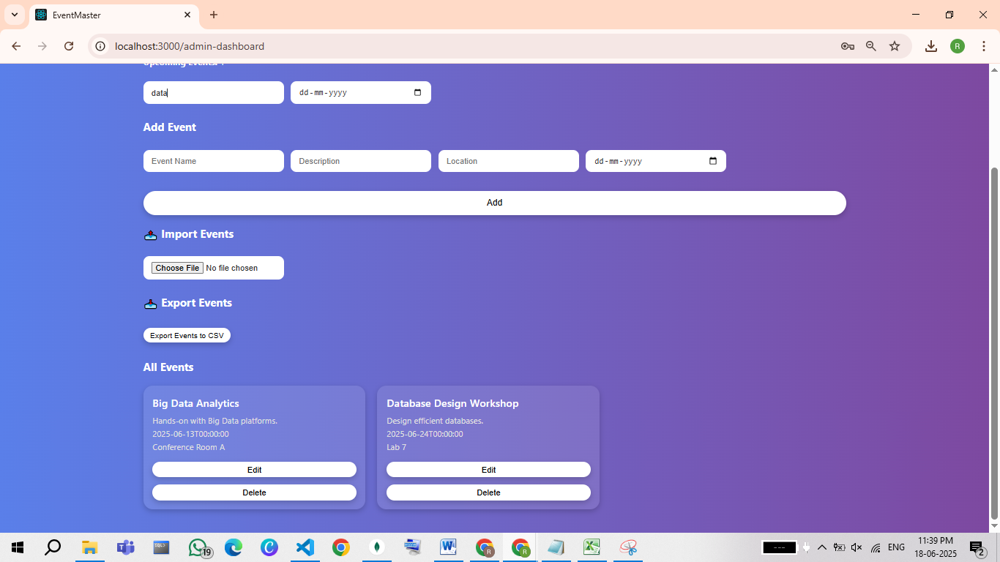 EventMaster
localhost:3000/admin-dashboard
R
Upcoming Events:
data
dd-mm-yyyy
Add Event
Event Name
Description
Location
dd-mm-yyyy
Add
Import Events
Choose File No file chosen
Export Events
Export Events to CSV
All Events
Big Data Analytics
Hands-on with Big Data platforms.
2025-06-13T00:00:00
Conference Room A
Edit
Delete
Database Design Workshop
Design efficient databases.
2025-06-24T00:00:00
Lab 7
Edit
Delete
19
R
R
---
ENG
11:39 PM
18-06-2025
2